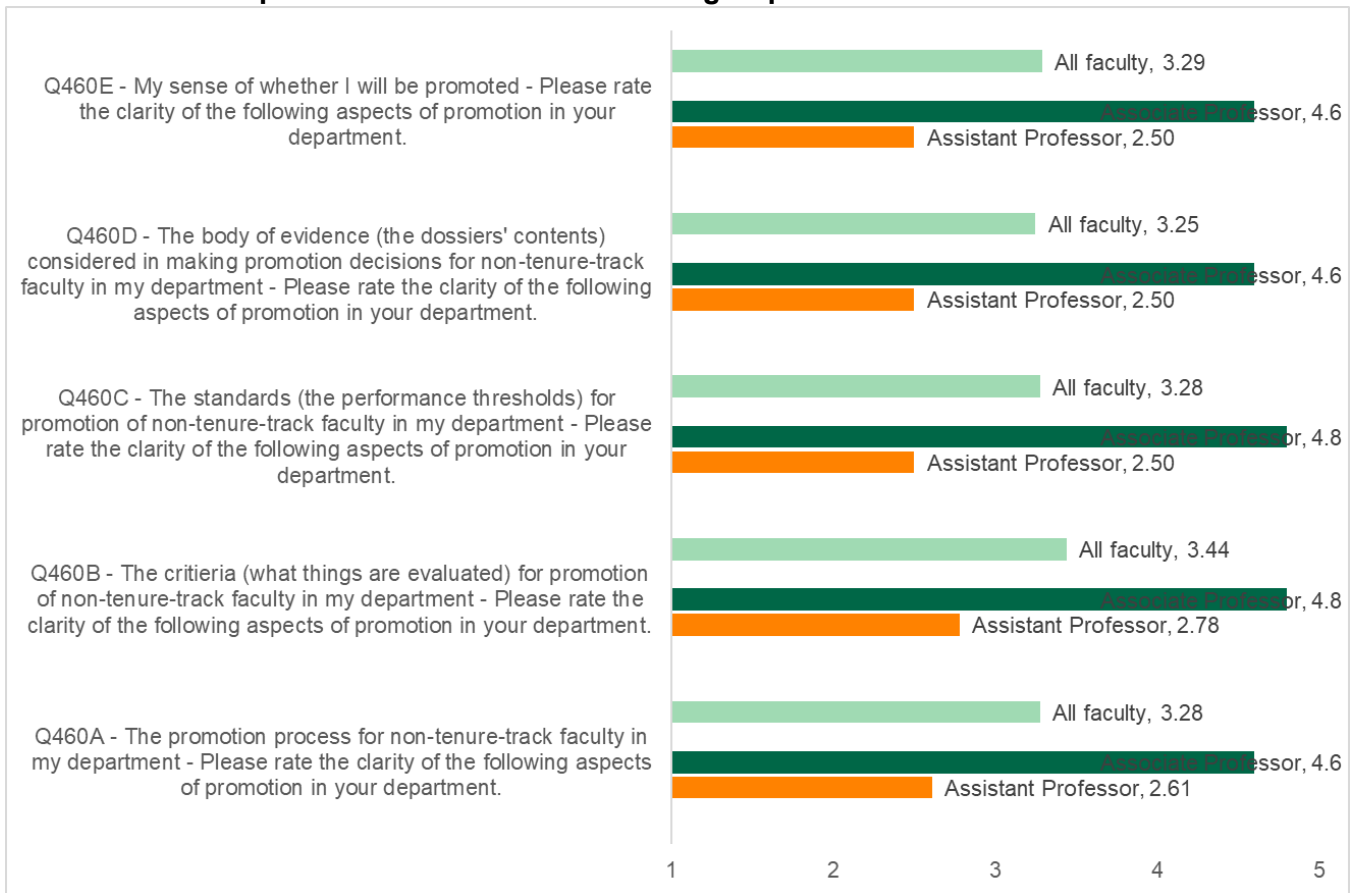 All faculty, 3.29
Q460E - My sense of whether I will be promoted - Please rate
the clarity of the following aspects of promotion in your
department.
Associate Professor, 4.6
Assistant Professor, 2.50
All faculty, 3.25
Q460D - The body of evidence (the dossiers' contents)
considered in making promotion decisions for non-tenure-track
faculty in my department - Please rate the clarity of the following
aspects of promotion in your department.
Associate Professor, 4.6
Assistant Professor, 2.50
All faculty, 3.28
Q460C - The standards (the performance thresholds) for
promotion of non-tenure-track faculty in my department - Please
rate the clarity of the following aspects of promotion in your
department.
Associate Professor, 4.8
Assistant Professor, 2.50
All faculty, 3.44
Q460B - The critieria (what things are evaluated) for promotion
of non-tenure-track faculty in my department - Please rate the
clarity of the following aspects of promotion in your department.
Associate Professor, 4.8
Assistant Professor, 2.78
All faculty, 3.28
Q460A - The promotion process for non-tenure-track faculty in
my department - Please rate the clarity of the following aspects
of promotion in your department.
Associate Professor, 4.6
Assistant Professor, 2.61
1 2 3 4 5